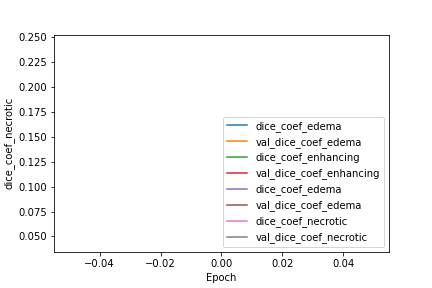 0.250
0.225
0.200
0.175
0.150
0.125
0.100
0.075
0.050
dice_coef_necrotic
dice_coef_edema
val_dice_coef_edema
dice_coef_enhancing
val_dice_coef_enhancing
dice_coef_edema
val_dice_coef_edema
dice_coef_necrotic
val_dice_coef_necrotic
−0.04 −0.02 0.00 0.02 0.04
Epoch